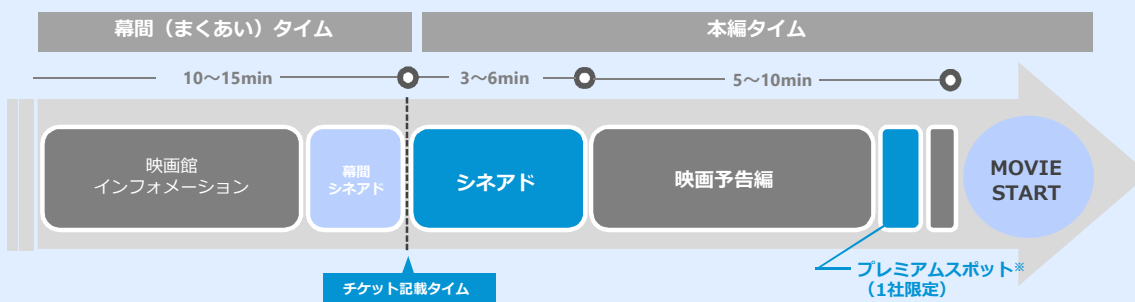 幕間（まくあい）タイム
本編タイム
10～15min
3～6min
5～10min
映画館
インフォメーション
幕間
シネアド
シネアド
映画予告編
MOVIE
START
プレミアムスポット※
（1社限定）
チケット記載タイム